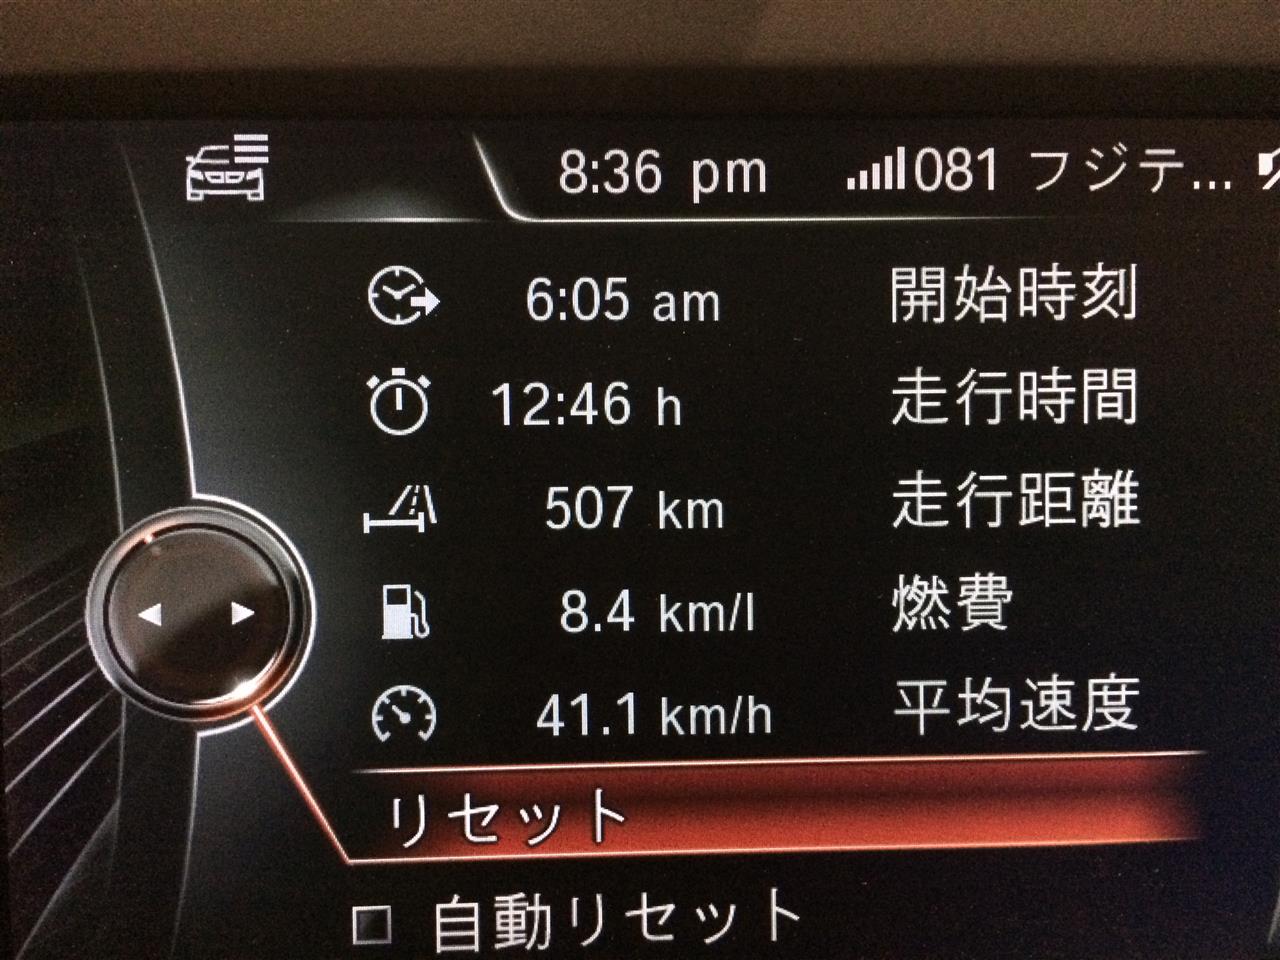 8:36 pm 081 フジテ...
6:05 am 開始時刻
12:46 h 走行時間
507 km 走行距離
8.4 km/l 燃費
41.1 km/h 平均速度
リセット
自動リセット